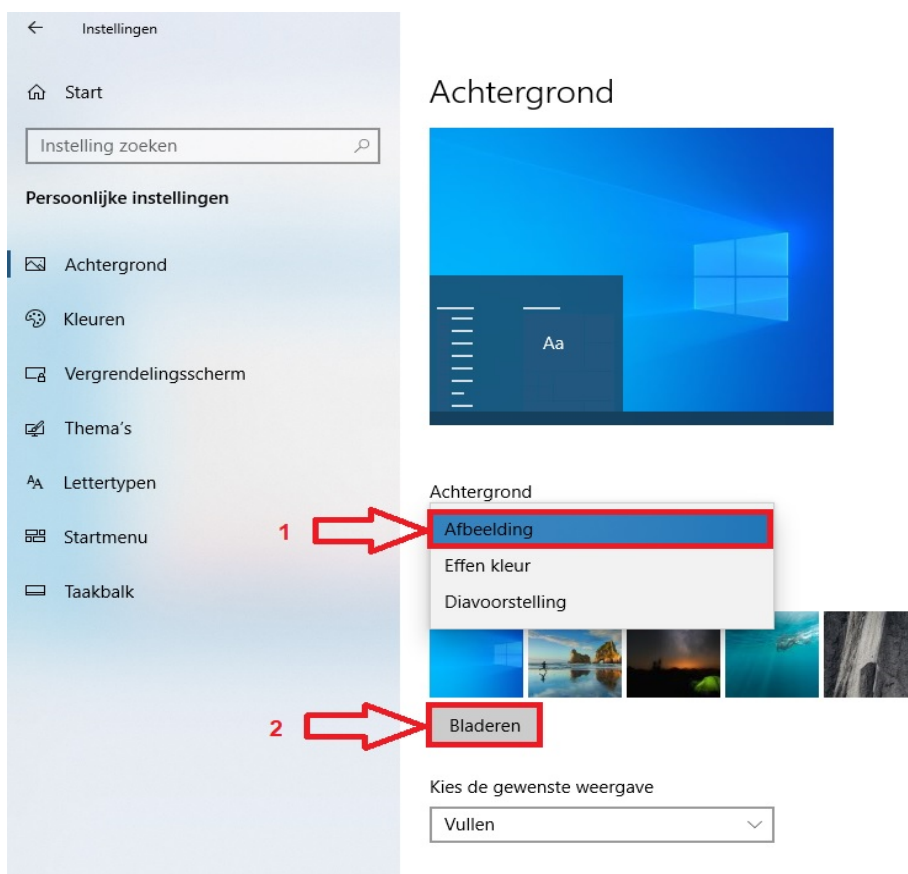 Instellingen
Start
Instelling zoeken
Persoonlijke instellingen
Achtergrond
Kleuren
Vergrendelingsscherm
Thema's
Lettertypen
Startmenu
Taakbalk
Achtergrond
Aa
Achtergrond
1
Afbeelding
Effen kleur
Diavoorstelling
2
Bladeren
Kies de gewenste weergave
Vullen